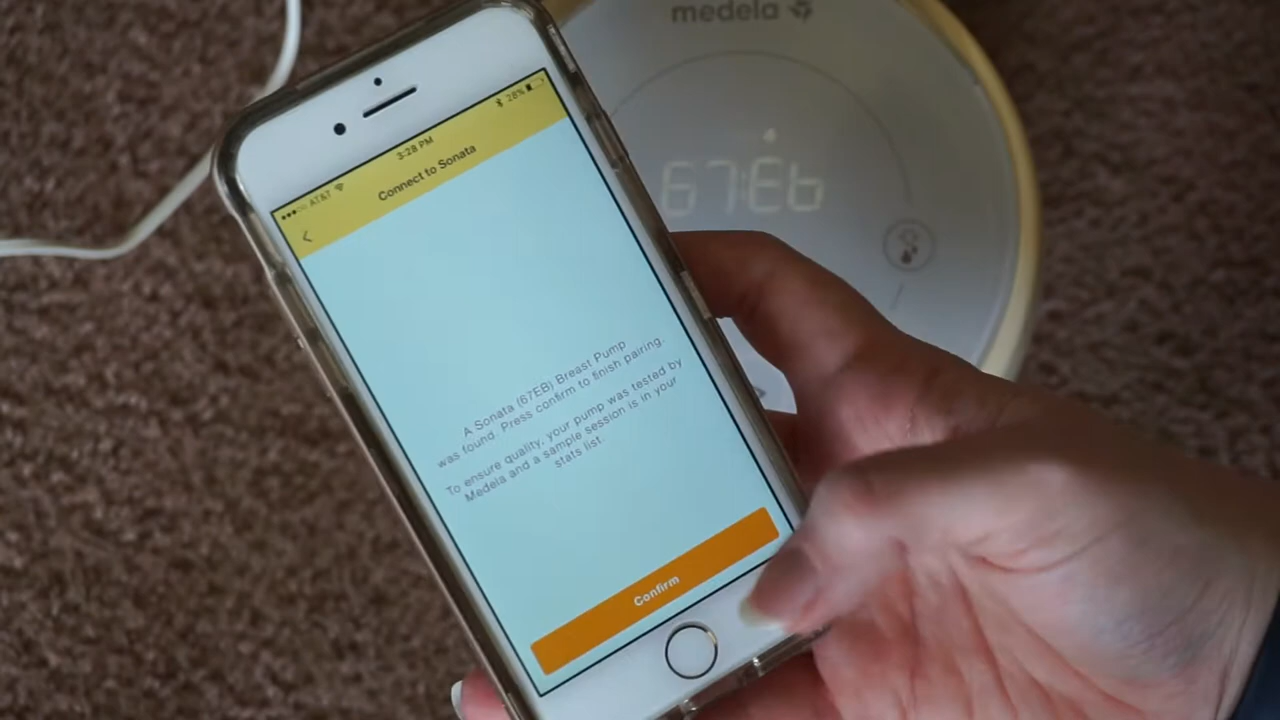 medela
67:Eb
AT&T
3:28 PM
28%
Connect to Sonata
A Sonata (67EB) Breast Pump
was found. Press confirm to finish pairing.
To ensure quality, your pump was tested by
Medela and a sample session is in your
stats list.
Confirm